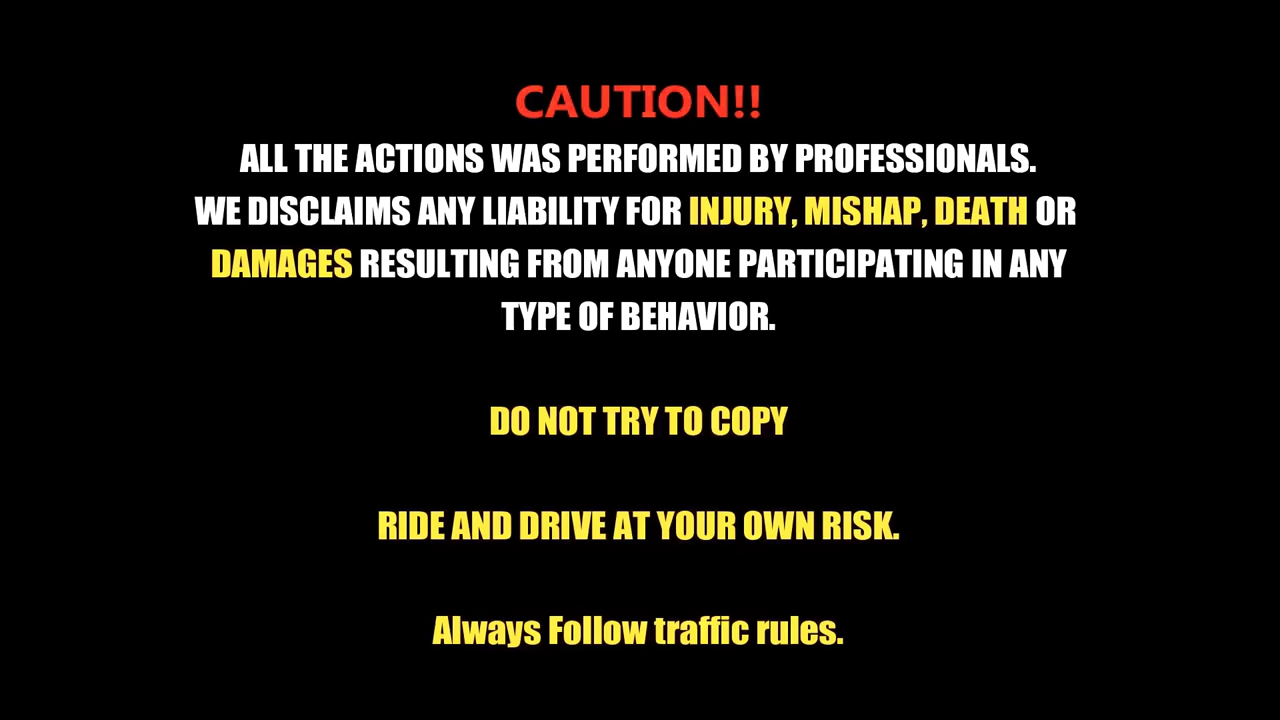 CAUTION!!
ALL THE ACTIONS WAS PERFORMED BY PROFESSIONALS.
WE DISCLAIMS ANY LIABILITY FOR INJURY, MISHAP, DEATH OR
DAMAGES RESULTING FROM ANYONE PARTICIPATING IN ANY
TYPE OF BEHAVIOR.
DO NOT TRY TO COPY
RIDE AND DRIVE AT YOUR OWN RISK.
Always Follow traffic rules.